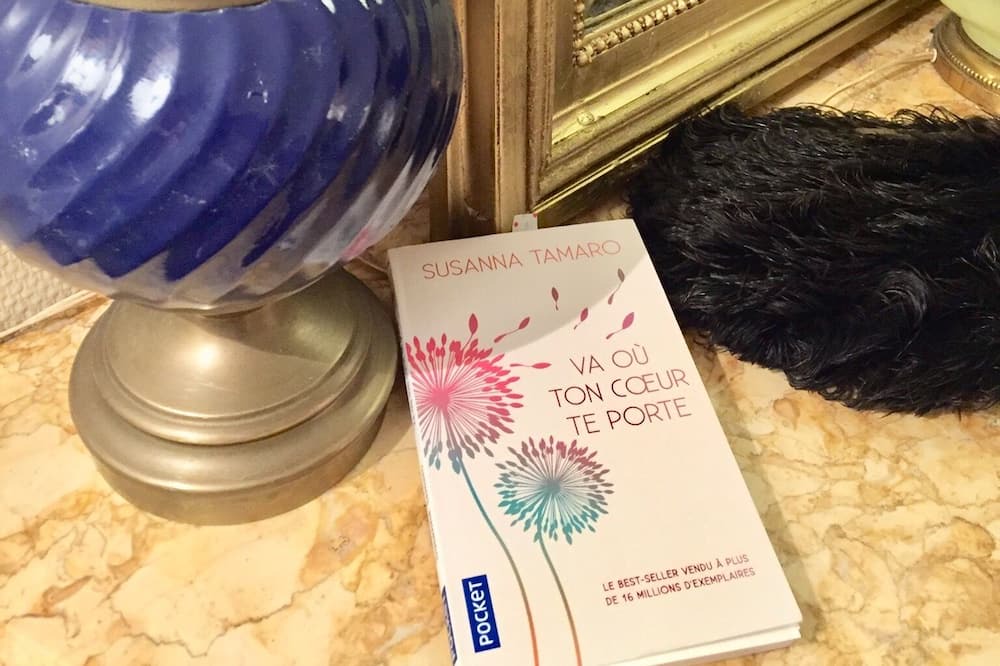 SUSANNA TAMARO
VA OÙ
TON CŒUR
TE PORTE
LE BEST-SELLER VENDU À PLUS
DE 16 MILLIONS D'EXEMPLAIRES
POCKET